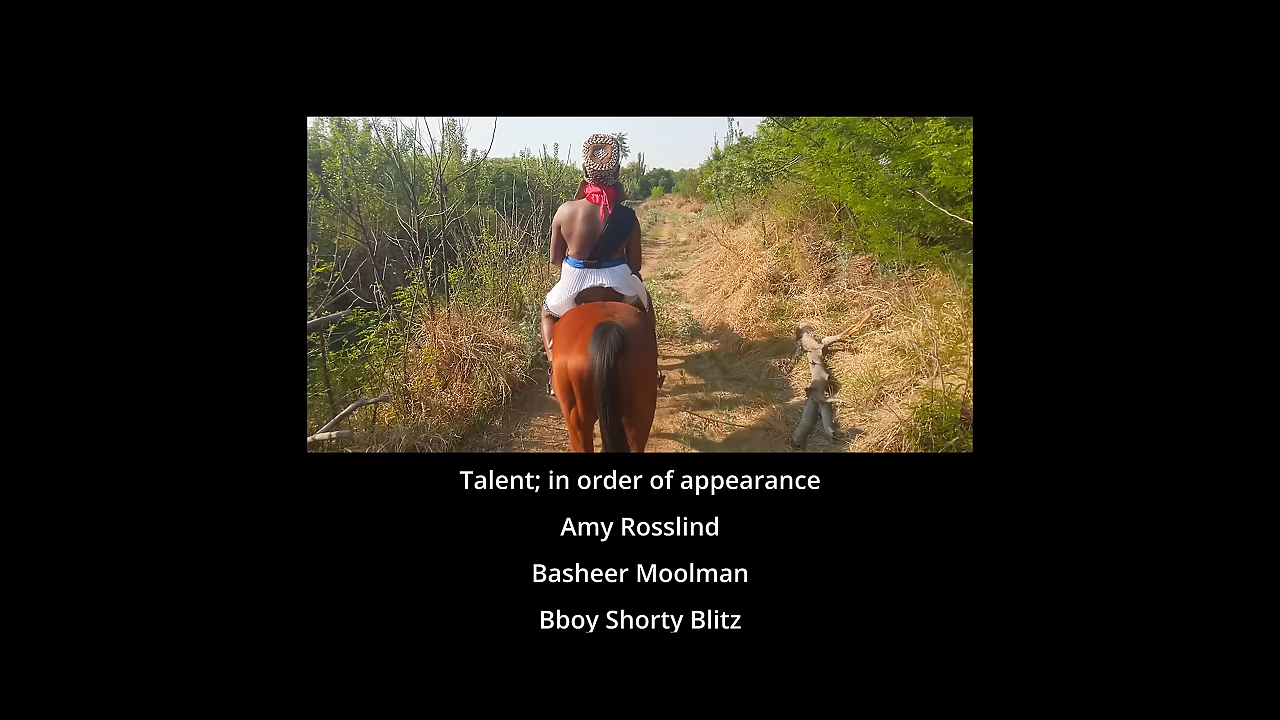 Talent; in order of appearance
Amy Rosslind
Basheer Moolman
Bboy Shorty Blitz